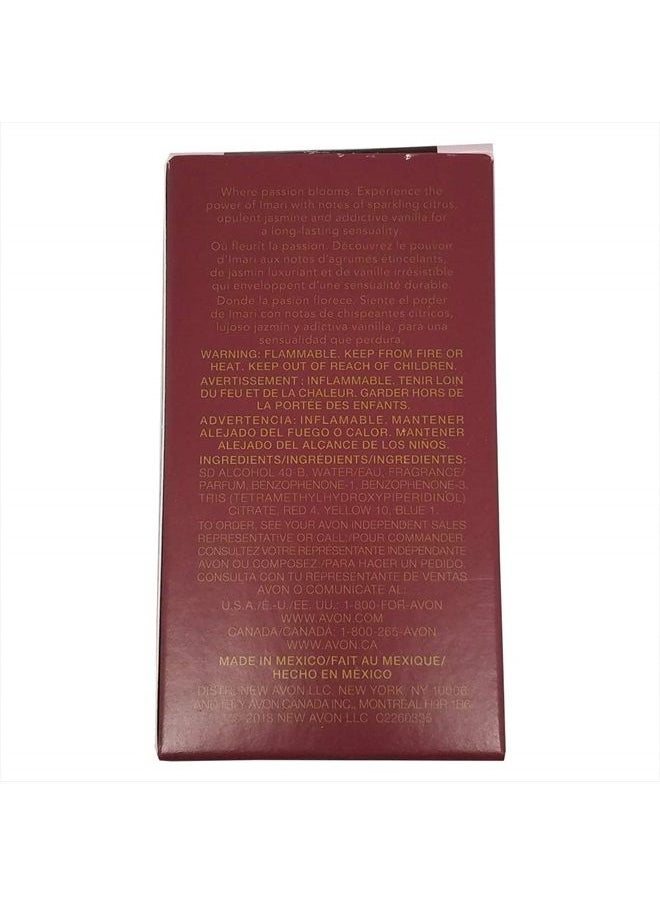 Where passion blooms. Experience the
power of Imari with notes of sparkling citrus,
opulent jasmine and addictive vanilla for
a long-lasting sensuality.
Où fleurit la passion. Découvrez le pouvoir
d'Imari aux notes d'agrumes étincelants,
de jasmin luxuriant et de vanille irrésistible
qui enveloppent d'une sensualité durable.
Donde la pasión florece. Siente el poder
de Imari con notas de chispeantes cítricos,
lujoso jazmín y adictiva vainilla, para una
sensualidad que perdura.
WARNING: FLAMMABLE. KEEP FROM FIRE OR
HEAT. KEEP OUT OF REACH OF CHILDREN.
AVERTISSEMENT : INFLAMMABLE. TENIR LOIN
DU FEU ET DE LA CHALEUR. GARDER HORS DE
LA PORTÉE DES ENFANTS.
ADVERTENCIA: INFLAMABLE. MANTENER
ALEJADO DEL FUEGO O CALOR. MANTENER
ALEJADO DEL ALCANCE DE LOS NIÑOS.
INGREDIENTS/INGRÉDIENTS/INGREDIENTES:
SD ALCOHOL 40-B, WATER/EAU, FRAGRANCE/
PARFUM, BENZOPHENONE-1, BENZOPHENONE-3,
TRIS (TETRAMETHYLHYDROXYPIPERIDINOL)
CITRATE, RED 4, YELLOW 10, BLUE 1.
TO ORDER, SEE YOUR AVON INDEPENDENT SALES
REPRESENTATIVE OR CALL:/POUR COMMANDER,
CONSULTEZ VOTRE REPRÉSENTANTE INDÉPENDANTE
AVON OU COMPOSEZ :/PARA HACER UN PEDIDO,
CONSULTA CON TU REPRESENTANTE DE VENTAS
AVON O COMUNÍCATE AL:
U.S.A./É.-U./EE. UU.: 1-800-FOR-AVON
WWW.AVON.COM
CANADA/CANADÁ: 1-800-265-AVON
WWW.AVON.CA
MADE IN MEXICO/FAIT AU MEXIQUE/
HECHO EN MÉXICO
DISTR. NEW AVON LLC, NEW YORK, NY 10006
AND/ET/Y AVON CANADA INC., MONTRÉAL H9R 1B6
© 2018 NEW AVON LLC C2260335